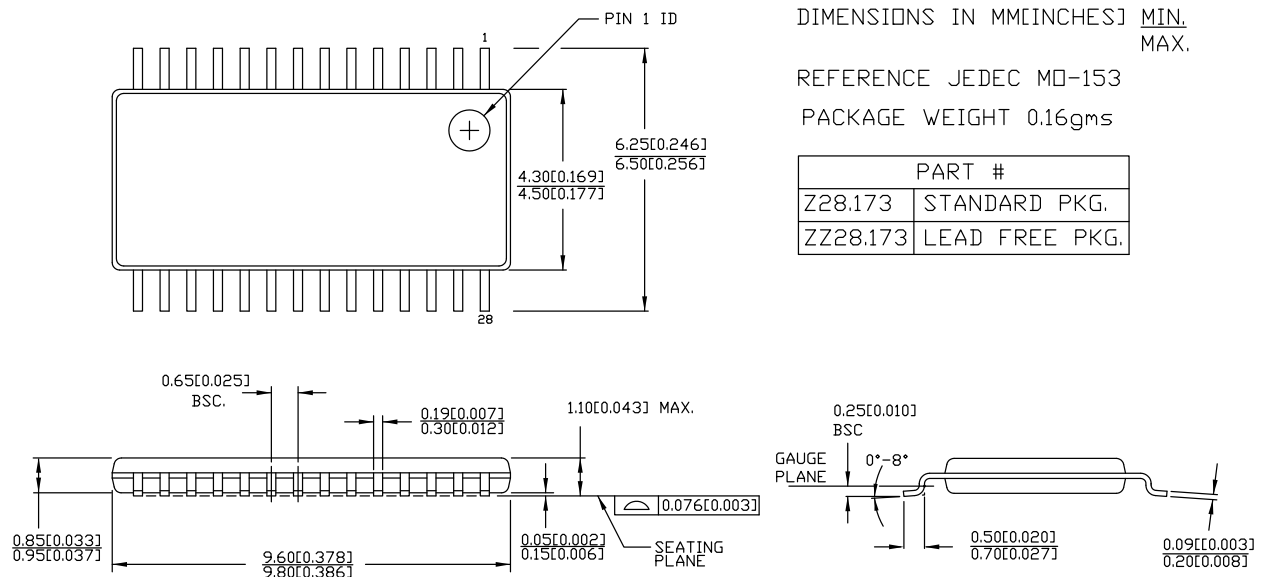 PIN 1 ID
1
DIMENSIONS IN MM[INCHES] MIN.
MAX.
REFERENCE JEDEC MO-153
PACKAGE WEIGHT 0.16gms
PART #
Z28.173 STANDARD PKG.
ZZ28.173 LEAD FREE PKG.
6.25[0.246]
6.50[0.256]
4.30[0.169]
4.50[0.177]
28
0.65[0.025]
BSC.
0.19[0.007]
0.30[0.012]
1.10[0.043] MAX.
0.25[0.010]
BSC
GAUGE
PLANE
0°-8°
0.076[0.003]
0.85[0.033]
0.95[0.037]
9.60[0.378]
9.80[0.386]
0.05[0.002]
0.15[0.006]
SEATING
PLANE
0.50[0.020]
0.70[0.027]
0.09[[0.003]
0.20[0.008]